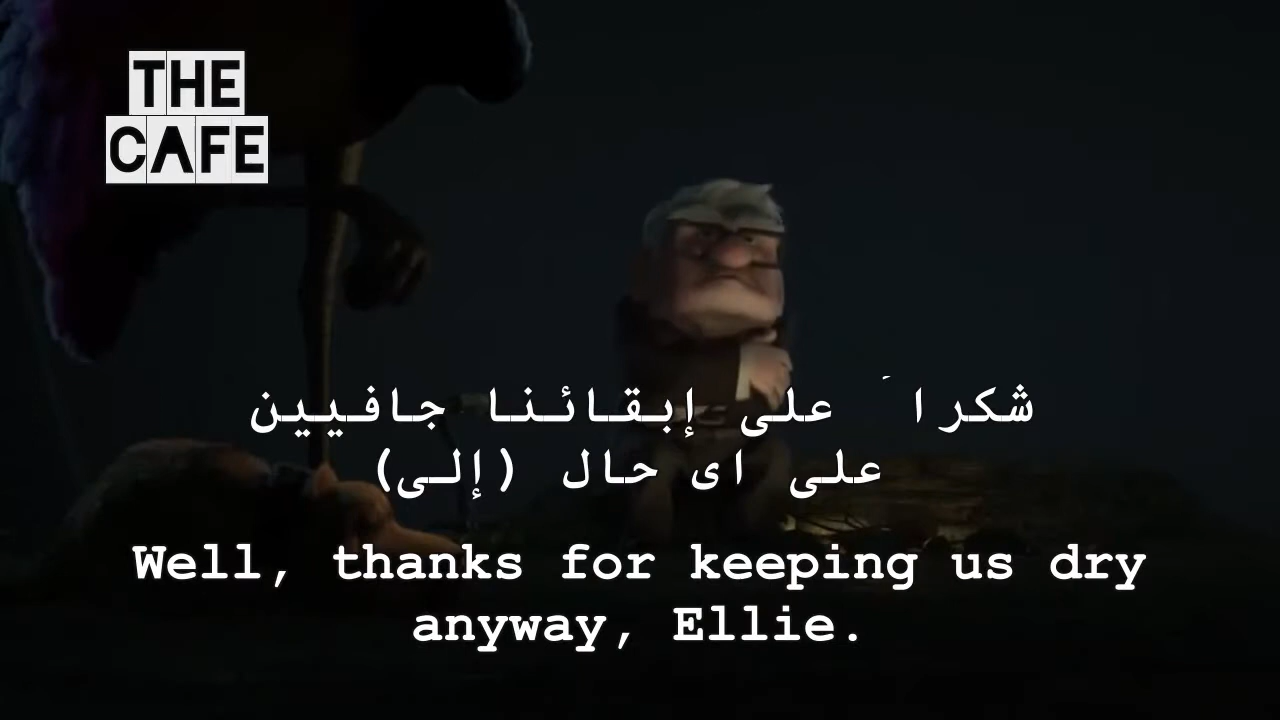 THE
CAFE
شكرا ً على إبقائنا جافيين
على اى حال (إلى)
Well, thanks for keeping us dry
anyway, Ellie.